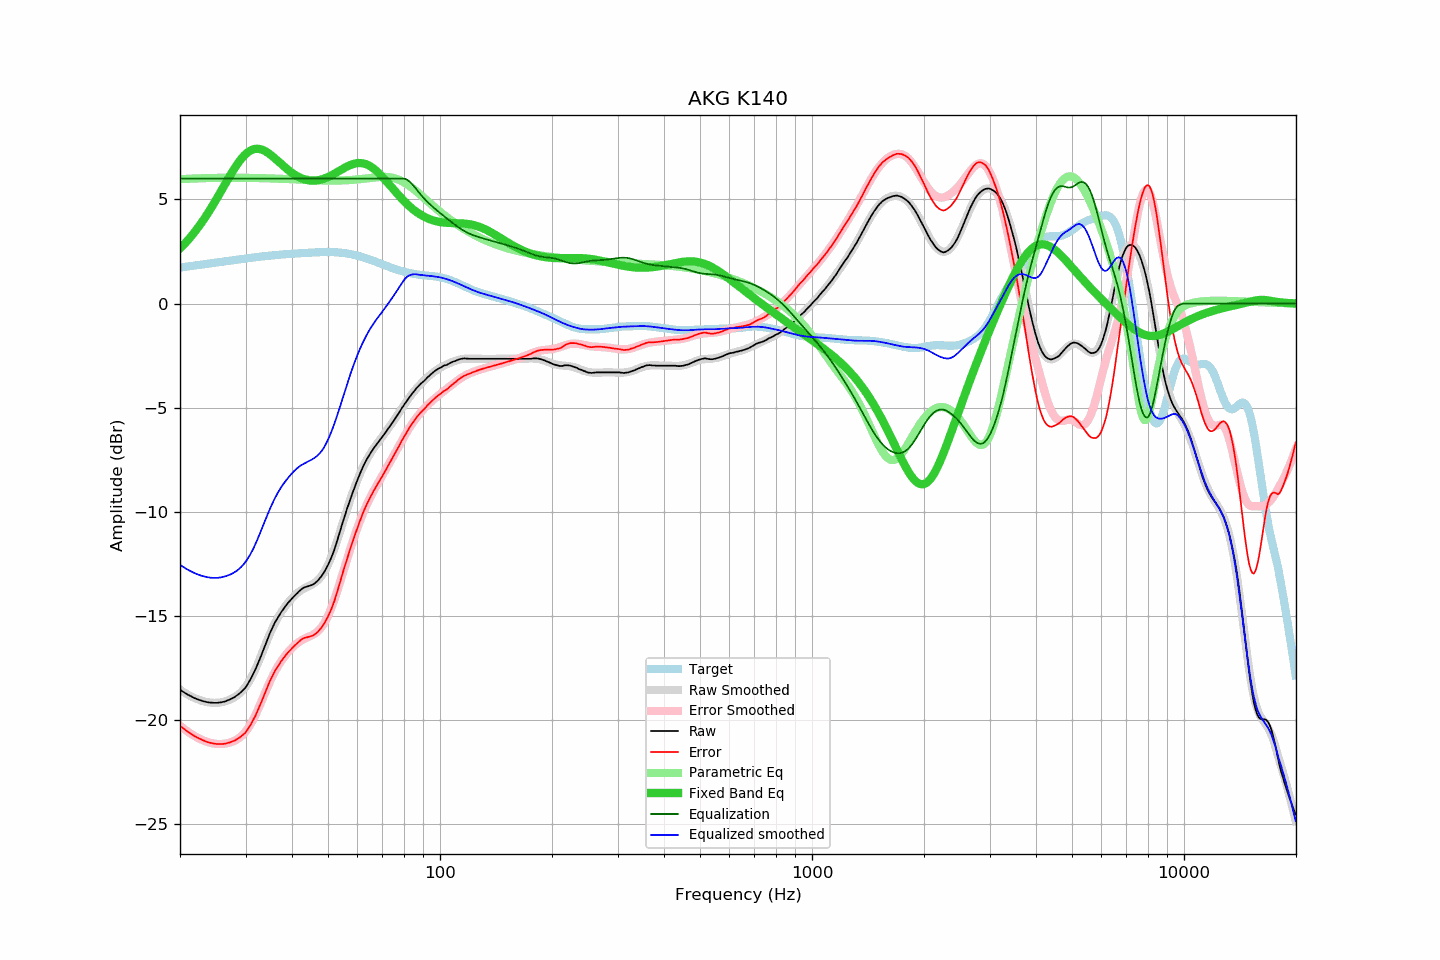 AKG K140
Amplitude (dBr)
5
0
−5
−10
−15
−20
−25
Target
Raw Smoothed
Error Smoothed
Raw
Error
Parametric Eq
Fixed Band Eq
Equalization
Equalized smoothed
100
1000
10000
Frequency (Hz)